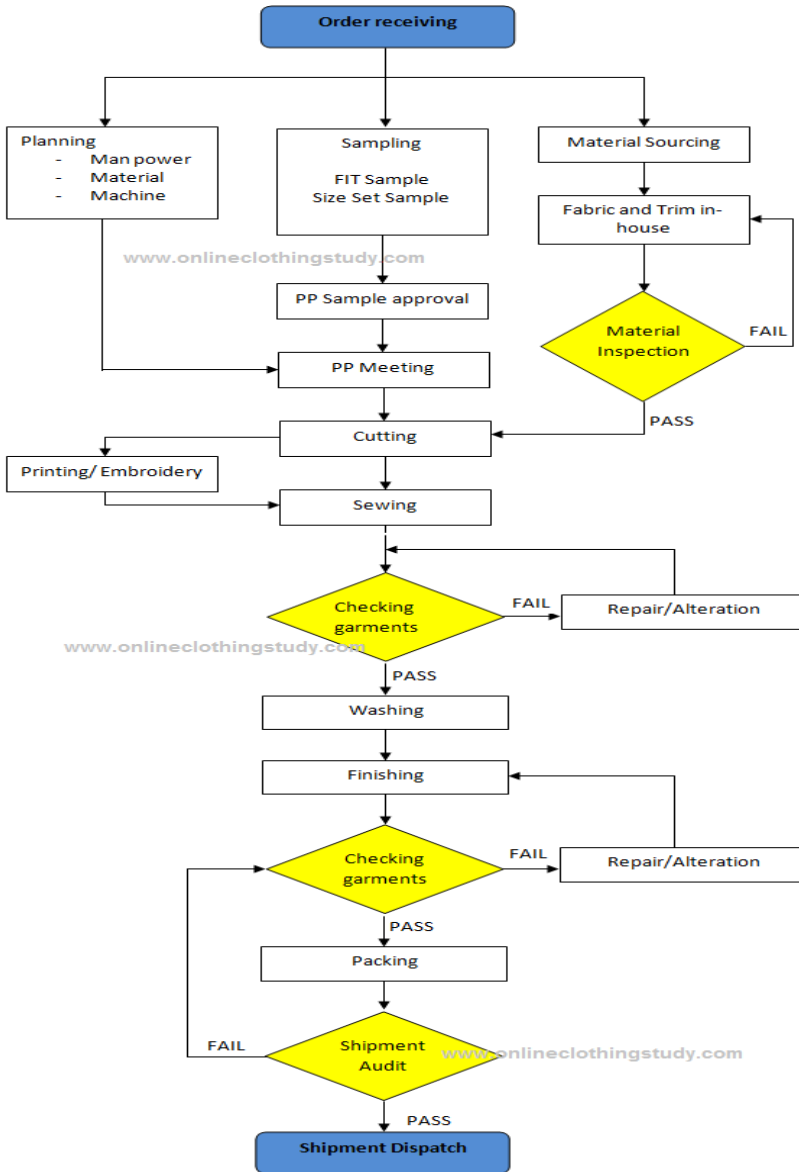 Order receiving
Planning
- Man power
- Material
- Machine
Sampling
FIT Sample
Size Set Sample
Material Sourcing
Fabric and Trim in-
house
www.onlineclothingstudy.com
PP Sample approval
Material
Inspection
FAIL
PP Meeting
PASS
Cutting
Printing/ Embroidery
Sewing
Checking
garments
FAIL
Repair/Alteration
www.onlineclothingstudy.com
PASS
Washing
Finishing
Checking
garments
FAIL
Repair/Alteration
PASS
Packing
Shipment
Audit
FAIL
www.onlineclothingstudy.com
PASS
Shipment Dispatch